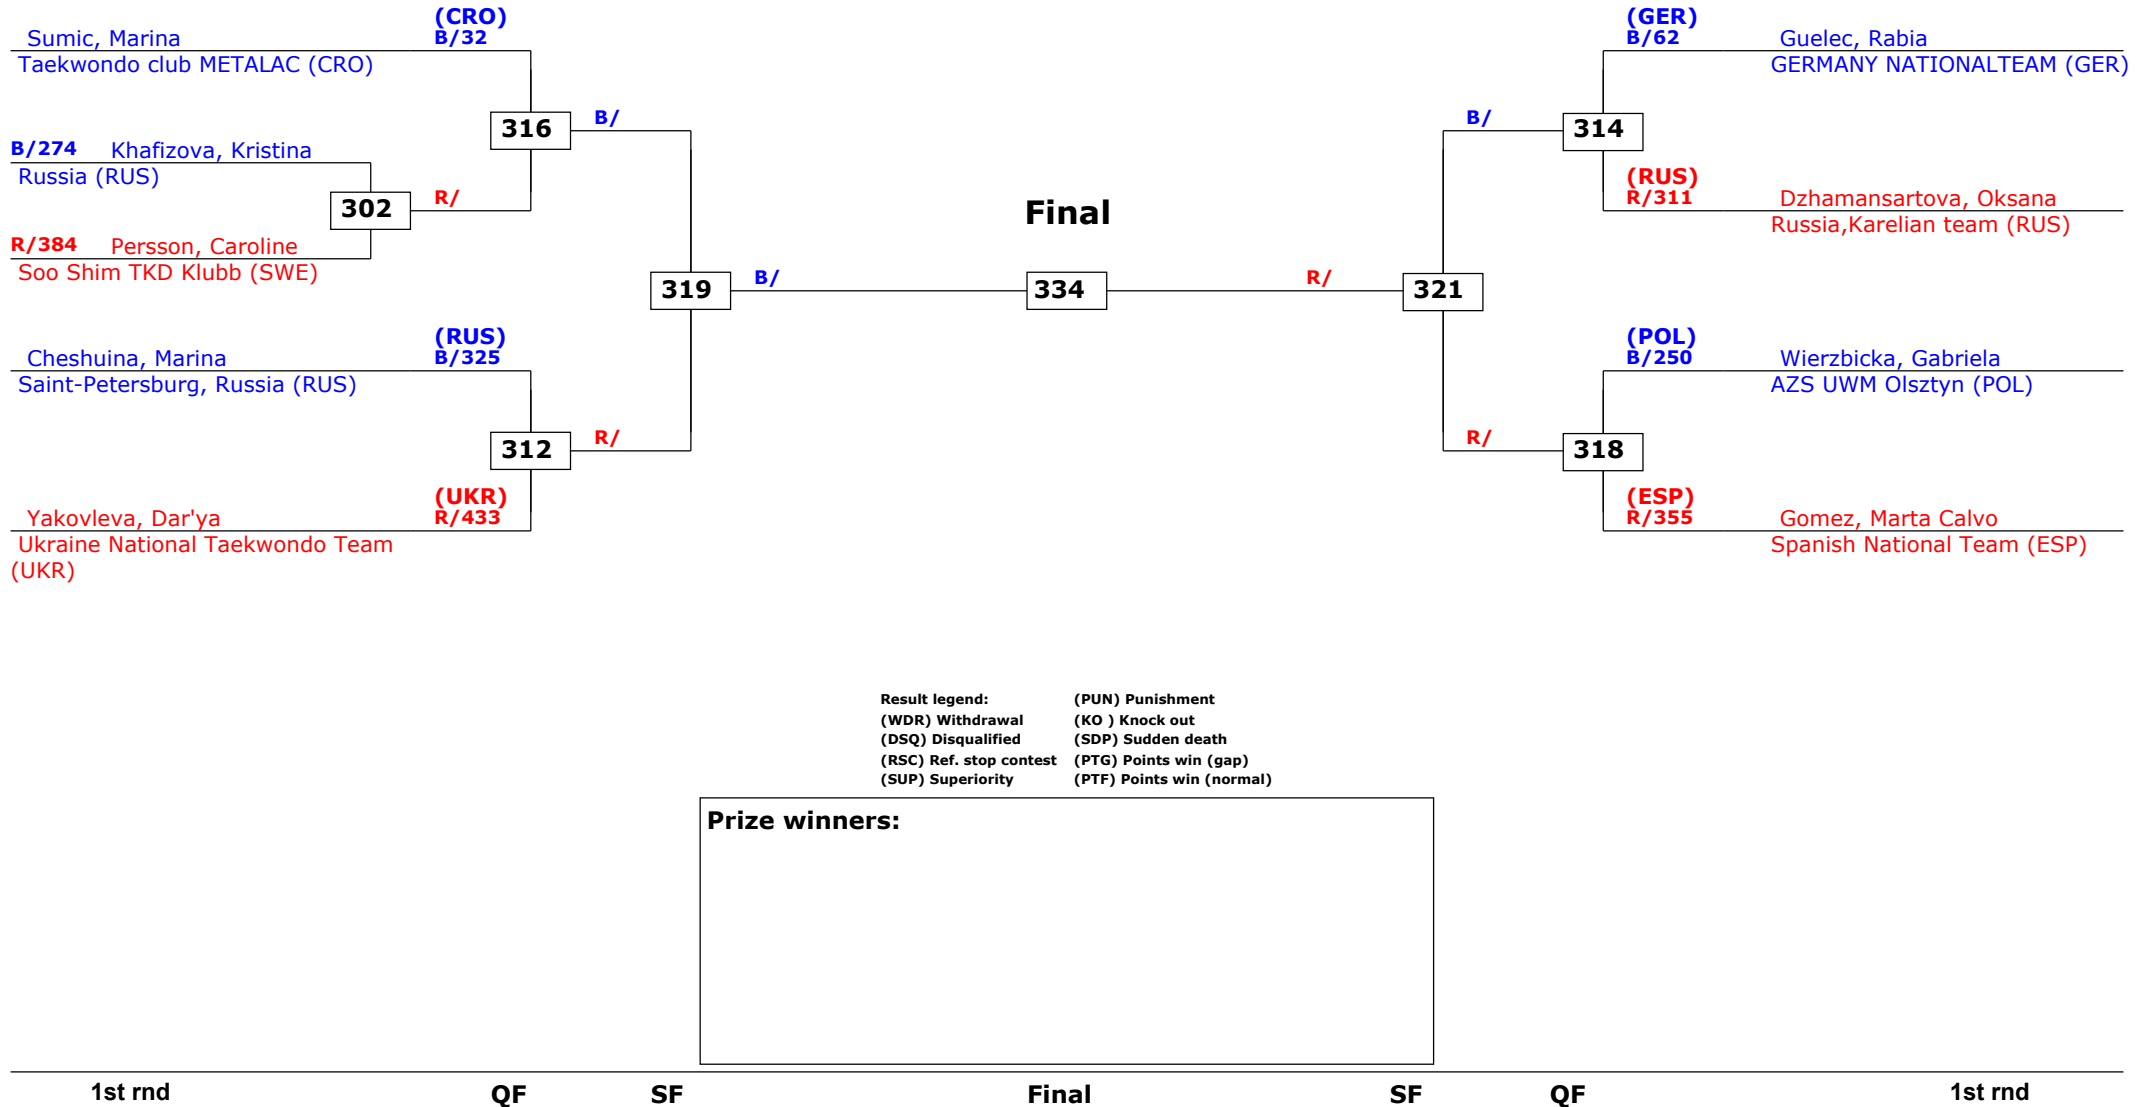 (CRO)
Sumic, Marina B/32
Taekwondo club METALAC (CRO)
316
B/
B/274 Khafizova, Kristina
Russia (RUS)
302
R/
R/384 Persson, Caroline
Soo Shim TKD Klubb (SWE)
319
B/
(RUS)
Cheshuina, Marina B/325
Saint-Petersburg, Russia (RUS)
312
R/
(UKR)
Yakovleva, Dar'ya R/433
Ukraine National Taekwondo Team
(UKR)
Final
334
(GER)
B/62 Guelec, Rabia
GERMANY NATIONALTEAM (GER)
B/
314
(RUS)
R/311 Dzhamansartova, Oksana
Russia,Karelian team (RUS)
R/
321
(POL)
B/250 Wierzbicka, Gabriela
AZS UWM Olsztyn (POL)
R/
318
(ESP)
R/355 Gomez, Marta Calvo
Spanish National Team (ESP)
Result legend: (PUN) Punishment
(WDR) Withdrawal (KO ) Knock out
(DSQ) Disqualified (SDP) Sudden death
(RSC) Ref. stop contest (PTG) Points win (gap)
(SUP) Superiority (PTF) Points win (normal)
Prize winners:
1st rnd QF SF Final SF QF 1st rnd